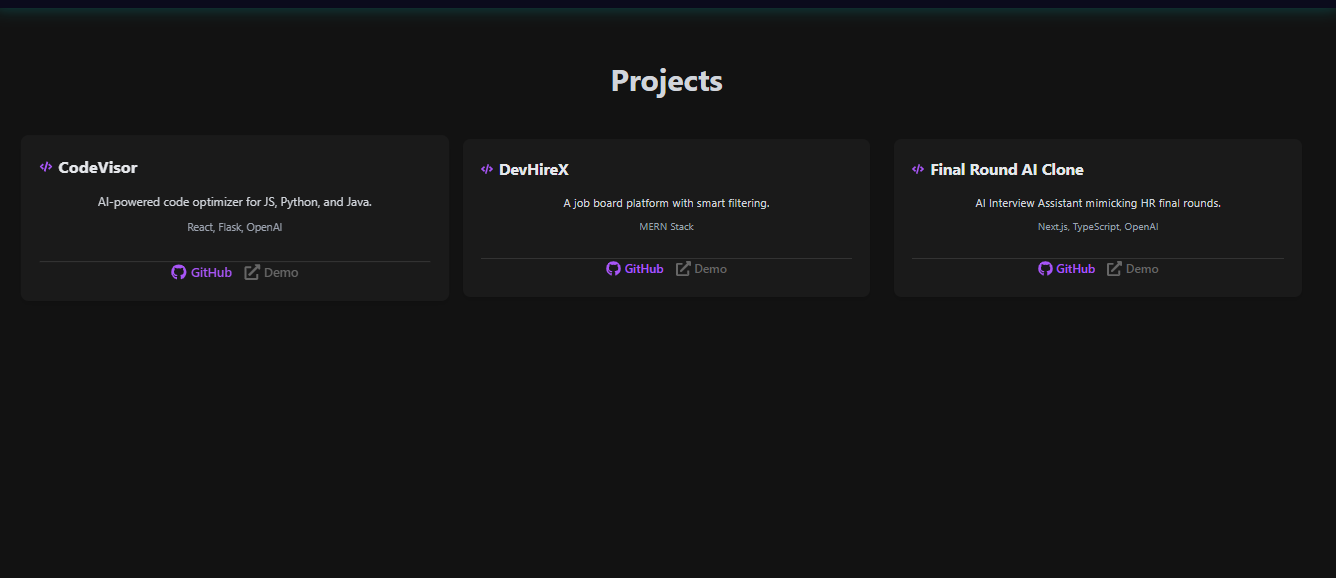 Projects
CodeVisor
AI-powered code optimizer for JS, Python, and Java.
React, Flask, OpenAI
GitHub Demo
DevHireX
A job board platform with smart filtering.
MERN Stack
GitHub Demo
Final Round AI Clone
AI Interview Assistant mimicking HR final rounds.
Next.js, TypeScript, OpenAI
GitHub Demo